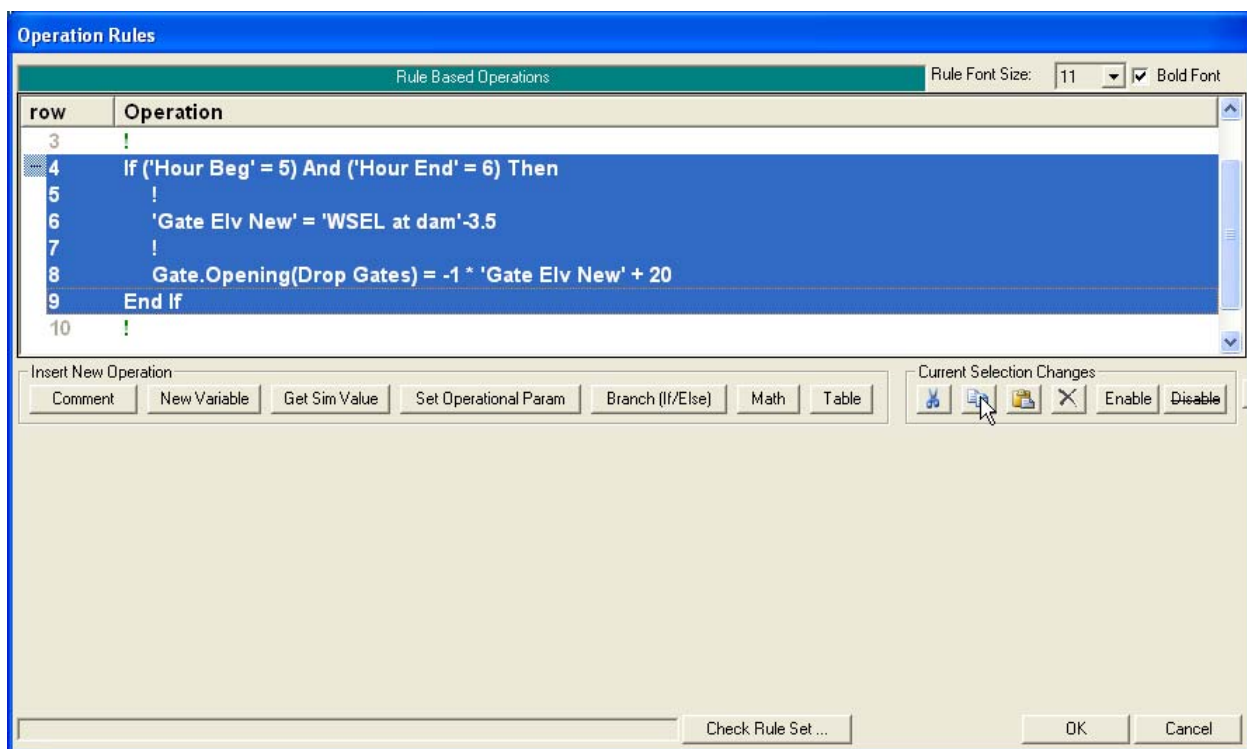 Operation Rules
Rule Based Operations Rule Font Size: 11 Bold Font
row Operation
3 !
4 If ('Hour Beg' = 5) And ('Hour End' = 6) Then
5 !
6 'Gate Elv New' = 'WSEL at dam'-3.5
7 !
8 Gate.Opening(Drop Gates) = -1 * 'Gate Elv New' + 20
9 End If
10 !
Insert New Operation Current Selection Changes
Comment New Variable Get Sim Value Set Operational Param Branch (If/Else) Math Table Enable Disable
Check Rule Set ... OK Cancel